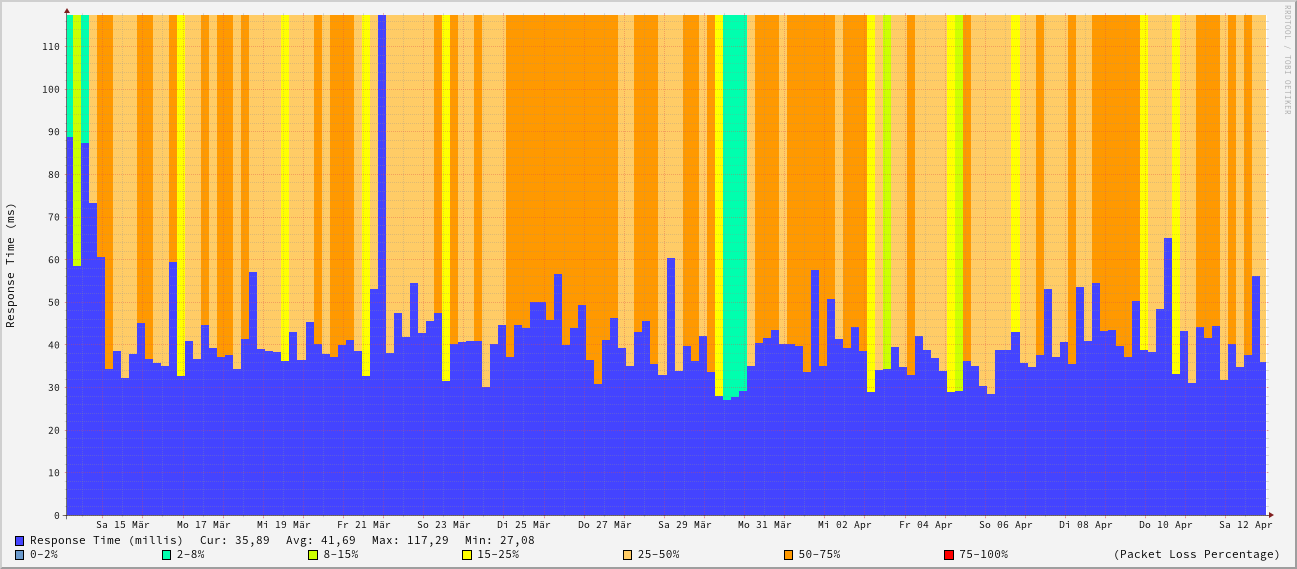 RRDTOOL / TOBI OETIKER
Response Time (ms)
110
100
90
80
70
60
50
40
30
20
10
0
Sa 15 Mär Mo 17 Mär Mi 19 Mär Fr 21 Mär So 23 Mär Di 25 Mär Do 27 Mär Sa 29 Mär Mo 31 Mär Mi 02 Apr Fr 04 Apr So 06 Apr Di 08 Apr Do 10 Apr Sa 12 Apr
Response Time (millis) Cur: 35,89 Avg: 41,69 Max: 117,29 Min: 27,08
0-2% 2-8% 8-15% 15-25% 25-50% 50-75% 75-100% (Packet Loss Percentage)